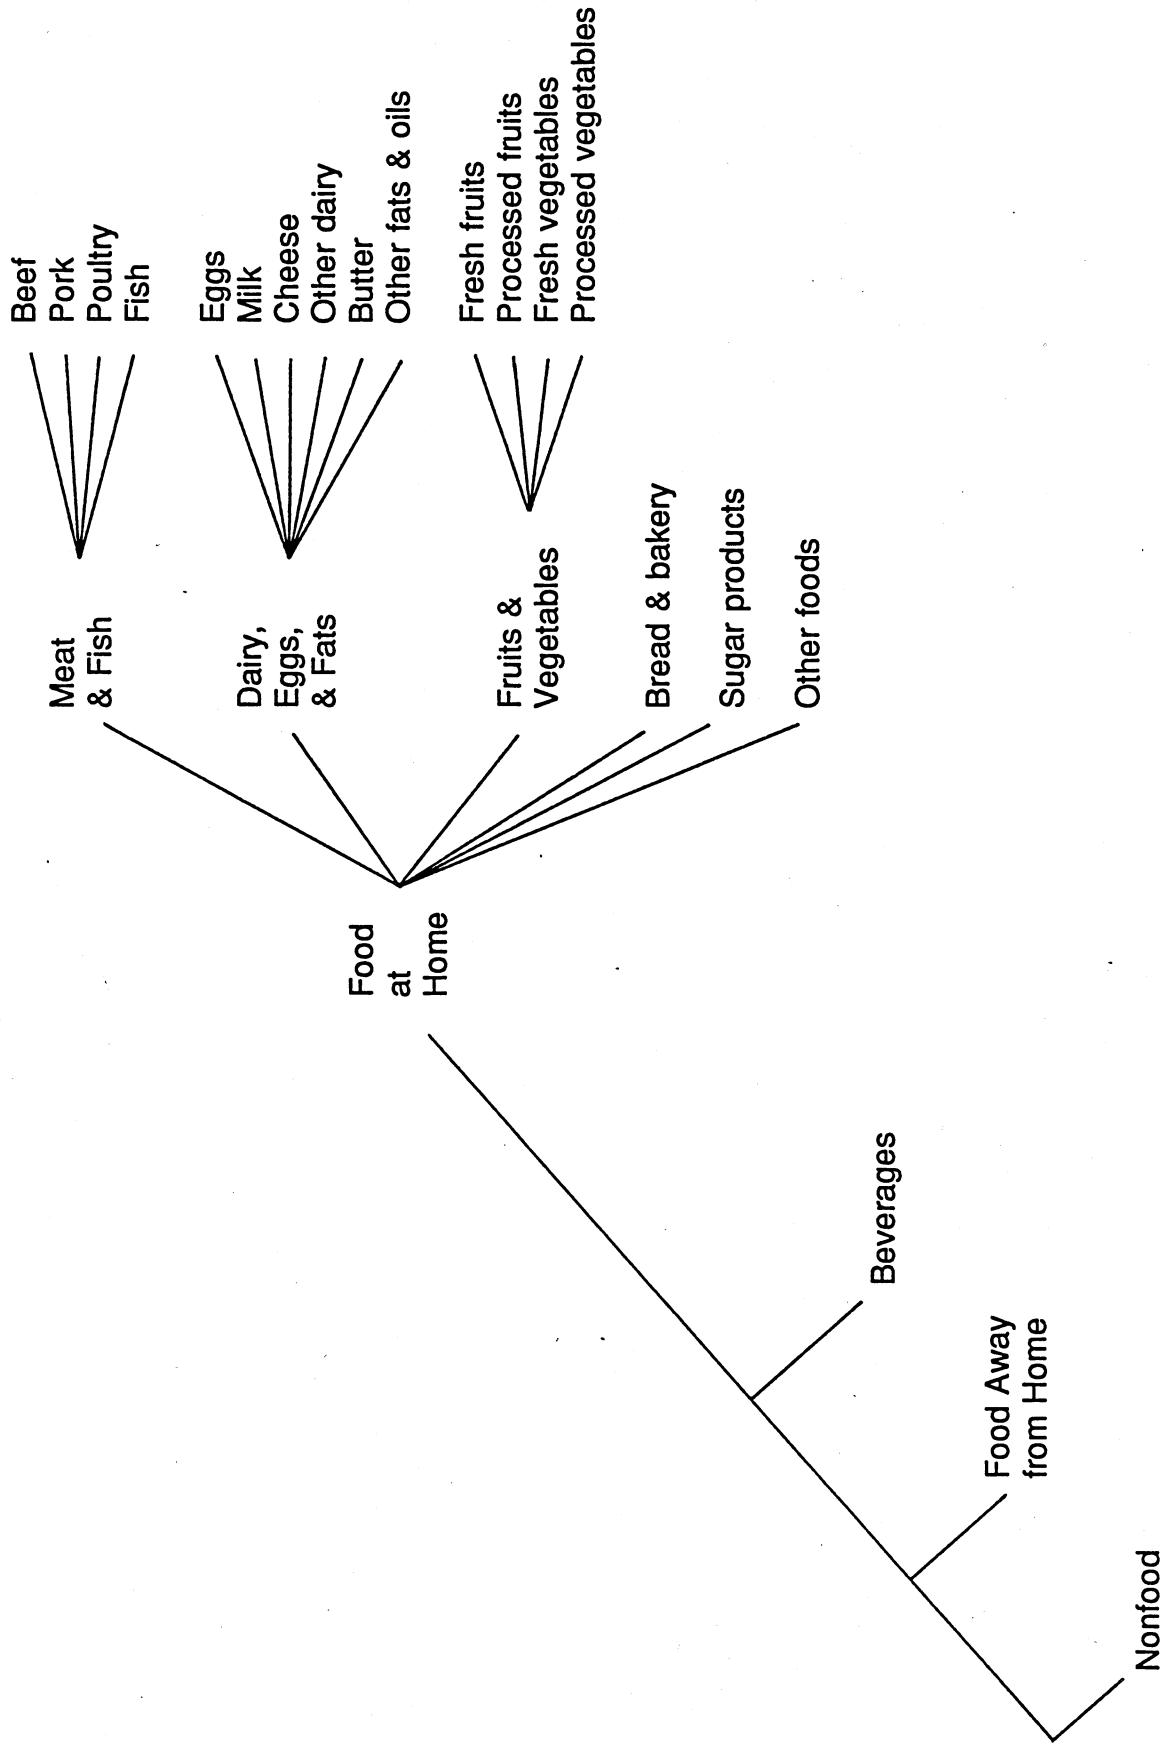 Beef
Pork
Poultry
Fish
Eggs
Milk
Cheese
Other dairy
Butter
Other fats & oils
Fresh fruits
Processed fruits
Fresh vegetables
Processed vegetables
Meat
& Fish
Dairy,
Eggs,
& Fats
Fruits &
Vegetables
Bread & bakery
Sugar products
Other foods
Food
at
Home
Beverages
Food Away
from Home
Nonfood